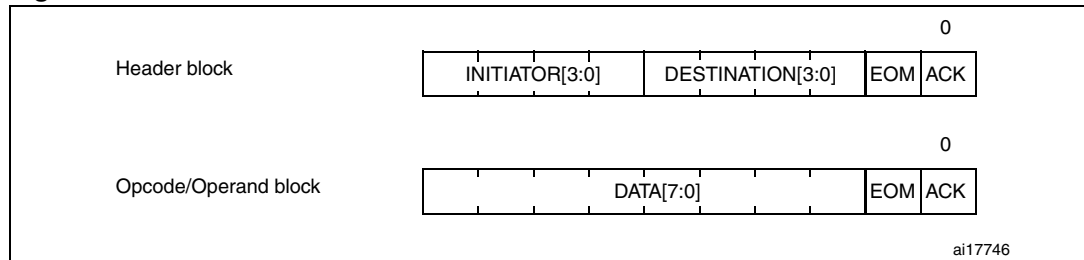 0
Header block INITIATOR[3:0] DESTINATION[3:0] EOM ACK
0
Opcode/Operand block DATA[7:0] EOM ACK
ai17746